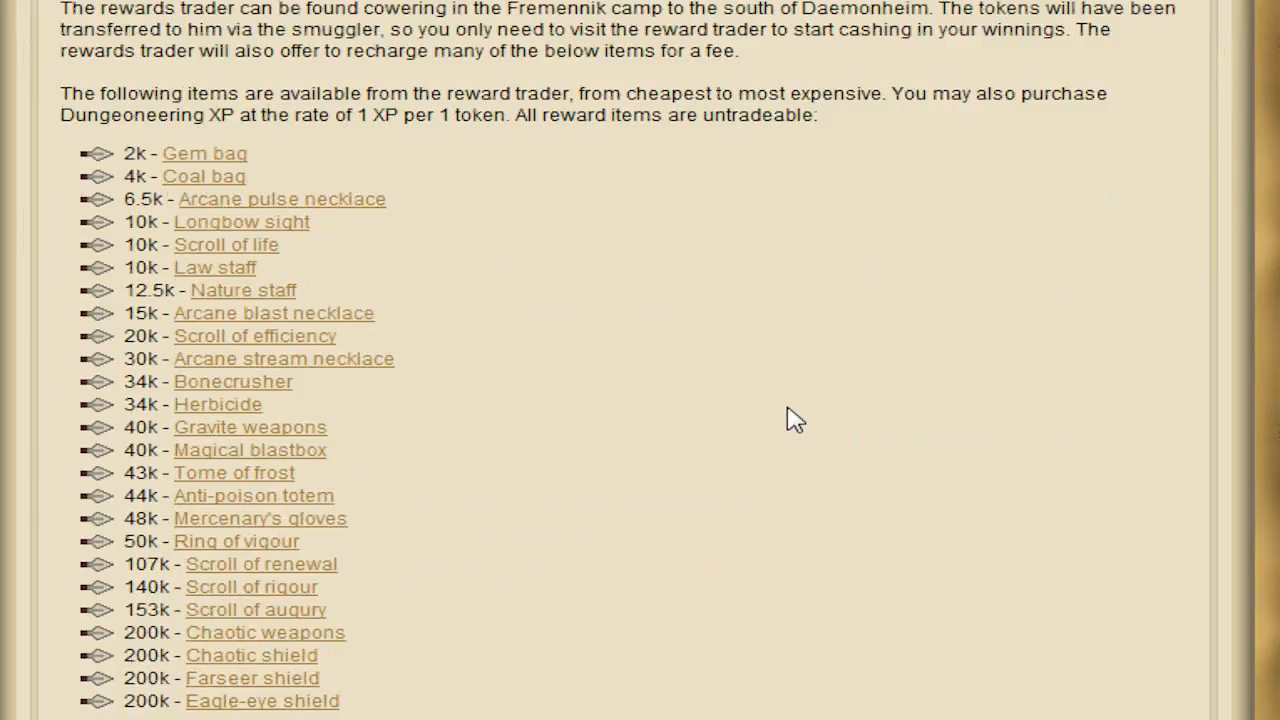 The rewards trader can be found cowering in the Fremennik camp to the south of Daemonheim. The tokens will have been
transferred to him via the smuggler, so you only need to visit the reward trader to start cashing in your winnings. The
rewards trader will also offer to recharge many of the below items for a fee.
The following items are available from the reward trader, from cheapest to most expensive. You may also purchase
Dungeoneering XP at the rate of 1 XP per 1 token. All reward items are untradeable:
2k - Gem bag
4k - Coal bag
6.5k - Arcane pulse necklace
10k - Longbow sight
10k - Scroll of life
10k - Law staff
12.5k - Nature staff
15k - Arcane blast necklace
20k - Scroll of efficiency
30k - Arcane stream necklace
34k - Bonecrusher
34k - Herbicide
40k - Gravite weapons
40k - Magical blastbox
43k - Tome of frost
44k - Anti-poison totem
48k - Mercenary's gloves
50k - Ring of vigour
107k - Scroll of renewal
140k - Scroll of rigour
153k - Scroll of augury
200k - Chaotic weapons
200k - Chaotic shield
200k - Farseer shield
200k - Eagle-eye shield